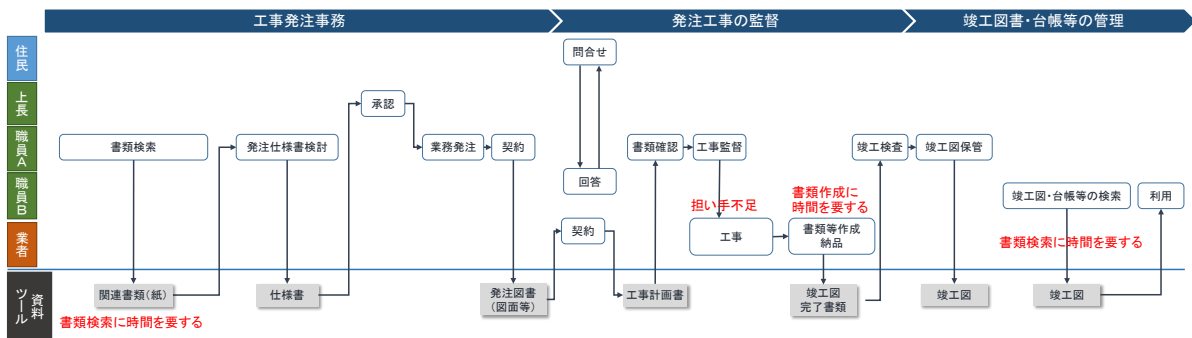 工事発注事務
発注工事の監督
竣工図書・台帳等の管理
住民
問合せ
上長
承認
職員A
書類検索
発注仕様書検討
業務発注
契約
書類確認
工事監督
竣工検査
竣工図保管
職員B
回答
担い手不足
書類作成に
時間を要する
竣工図・台帳等の検索
利用
業者
契約
工事
書類等作成
納品
書類検索に時間を要する
資料
ツール
関連書類(紙)
仕様書
発注図書
(図面等)
工事計画書
竣工図
完了書類
竣工図
竣工図
書類検索に時間を要する